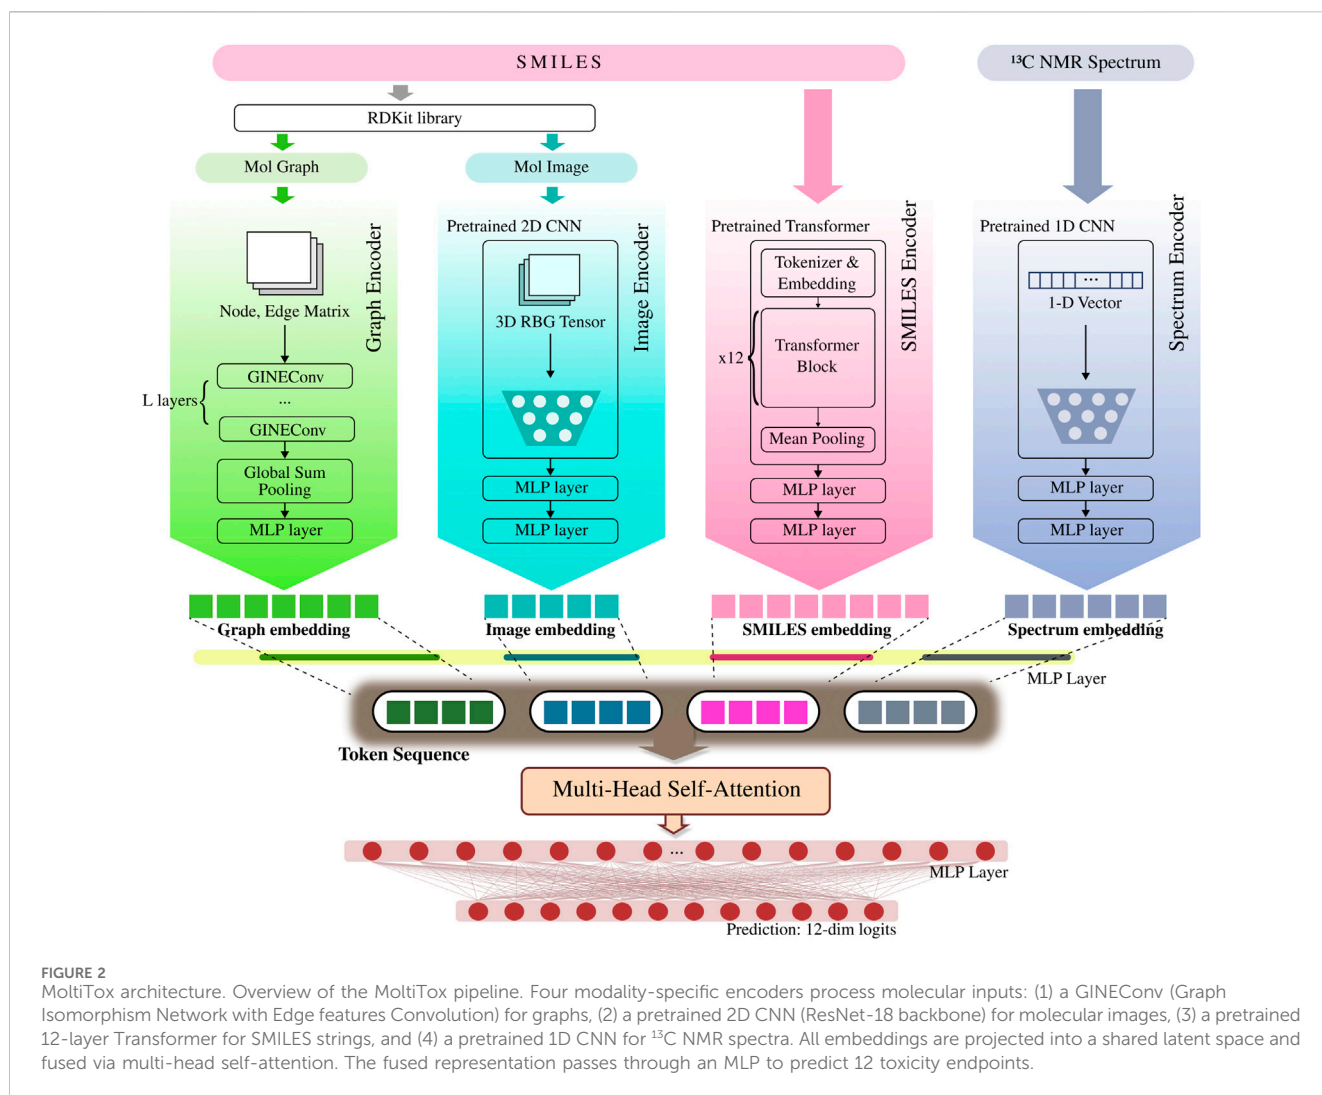 SMILES
¹³C NMR Spectrum
RDKit library
Mol Graph
Mol Image
Graph Encoder
Node, Edge Matrix
GINEConv
L layers
...
GINEConv
Global Sum
Pooling
MLP layer
Pretrained 2D CNN
Image Encoder
3D RBG Tensor
MLP layer
MLP layer
Pretrained Transformer
SMILES Encoder
Tokenizer &
Embedding
x12
Transformer
Block
Mean Pooling
MLP layer
MLP layer
Pretrained 1D CNN
Spectrum Encoder
...
1-D Vector
MLP layer
MLP layer
Graph embedding
Image embedding
SMILES embedding
Spectrum embedding
MLP Layer
Token Sequence
Multi-Head Self-Attention
...
MLP Layer
Prediction: 12-dim logits
FIGURE 2
MoltiTox architecture. Overview of the MoltiTox pipeline. Four modality-specific encoders process molecular inputs: (1) a GINEConv (Graph
Isomorphism Network with Edge features Convolution) for graphs, (2) a pretrained 2D CNN (ResNet-18 backbone) for molecular images, (3) a pretrained
12-layer Transformer for SMILES strings, and (4) a pretrained 1D CNN for ¹³C NMR spectra. All embeddings are projected into a shared latent space and
fused via multi-head self-attention. The fused representation passes through an MLP to predict 12 toxicity endpoints.